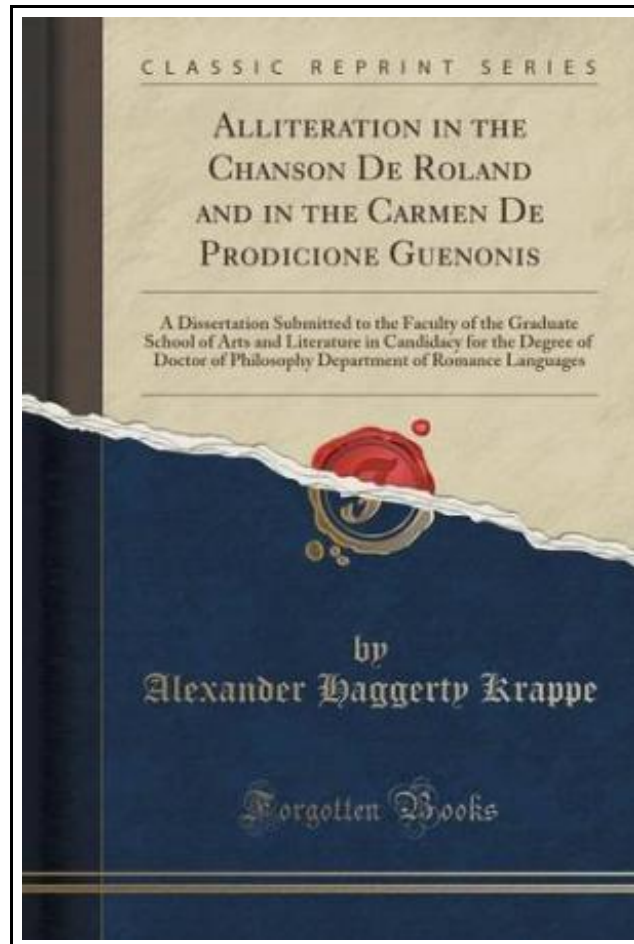 CLASSIC REPRINT SERIES
ALLITERATION IN THE
CHANSON DE ROLAND
AND IN THE CARMEN DE
PRODICIONE GUENONIS
A Dissertation Submitted to the Faculty of the Graduate
School of Arts and Literature in Candidacy for the Degree of
Doctor of Philosophy Department of Romance Languages
by
Alexander Haggerty Krappe
Forgotten Books